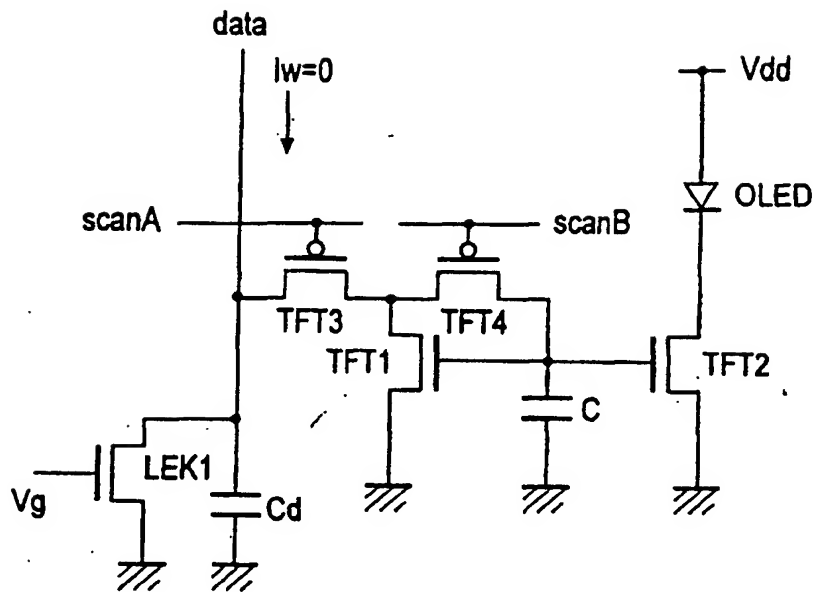 data
Iw=0
Vdd
OLED
scanA
scanB
TFT3
TFT4
TFT1
TFT2
C
LEK1
Vg
Cd